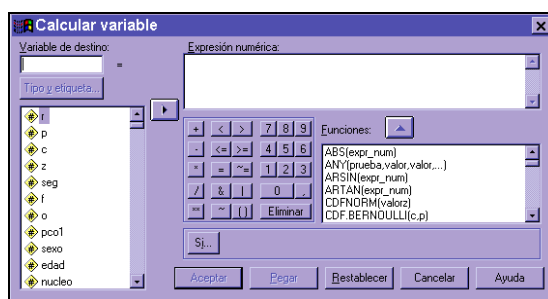 Calcular variable
Variable de destino:
=
Tipo y etiqueta...
r
p
c
z
seg
f
o
pco1
sexo
edad
nucleo
Expresión numérica:
+ < > 7 8 9
- <= >= 4 5 6
* = ~= 1 2 3
/ & | 0 ,
** ~ () Eliminar
Funciones:
ABS(expr_num)
ANY(prueba,valor,valor,...)
ARSIN(expr_num)
ARTAN(expr_num)
CDFNORM(valorz)
CDF.BERNOULLI(c,p)
Si...
Aceptar Pegar Restablecer Cancelar Ayuda